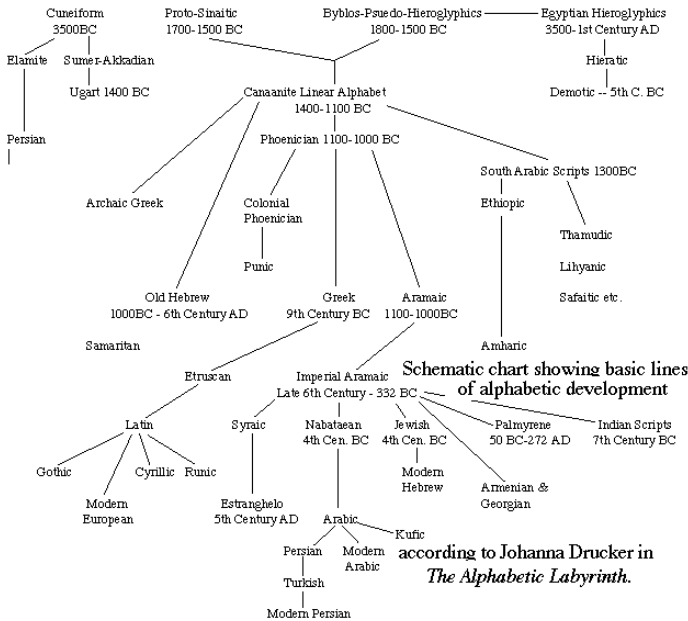 Cuneiform
3500BC
Proto-Sinaitic
1700-1500 BC
Byblos-Psuedo-Hieroglyphics
1800-1500 BC
Egyptian Hieroglyphics
3500-1st Century AD
Elamite
Sumer-Akkadian
Hieratic
Ugart 1400 BC
Canaanite Linear Alphabet
1400-1100 BC
Demotic -- 5th C. BC
Persian
Phoenician 1100-1000 BC
South Arabic Scripts 1300BC
Archaic Greek
Colonial
Phoenician
Ethiopic
Thamudic
Punic
Lihyanic
Old Hebrew
1000BC - 6th Century AD
Greek
9th Century BC
Aramaic
1100-1000BC
Safaitic etc.
Samaritan
Amharic
Schematic chart showing basic lines
of alphabetic development
Etruscan
Imperial Aramaic
Late 6th Century - 332 BC
Latin
Syraic
Nabataean
4th Cen. BC
Jewish
4th Cen. BC
Palmyrene
50 BC-272 AD
Indian Scripts
7th Century BC
Gothic
Cyrillic
Runic
Modern
Hebrew
Modern
European
Estranghelo
5th Century AD
Armenian &
Georgian
Arabic
Kufic
Persian
Modern
Arabic
according to Johanna Drucker in
The Alphabetic Labyrinth.
Turkish
Modern Persian